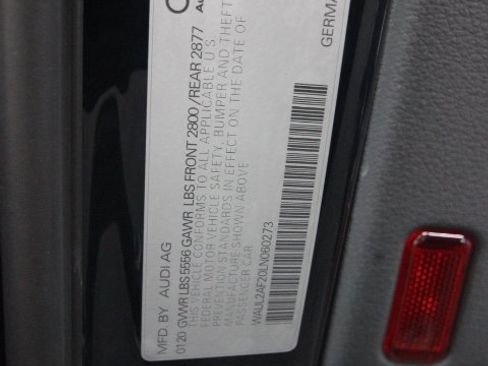 GERMA
MFD. BY AUDI AG
0120 GVWR LBS 5556 GAWR LBS FRONT 2800/REAR 2877
THIS VEHICLE CONFORMS TO ALL APPLICABLE U.S.
FEDERAL MOTOR VEHICLE SAFETY, BUMPER AND THEFT
PREVENTION STANDARDS IN EFFECT ON THE DATE OF
MANUFACTURE SHOWN ABOVE
PASSENGER CAR
WAUL2AF20LN060273